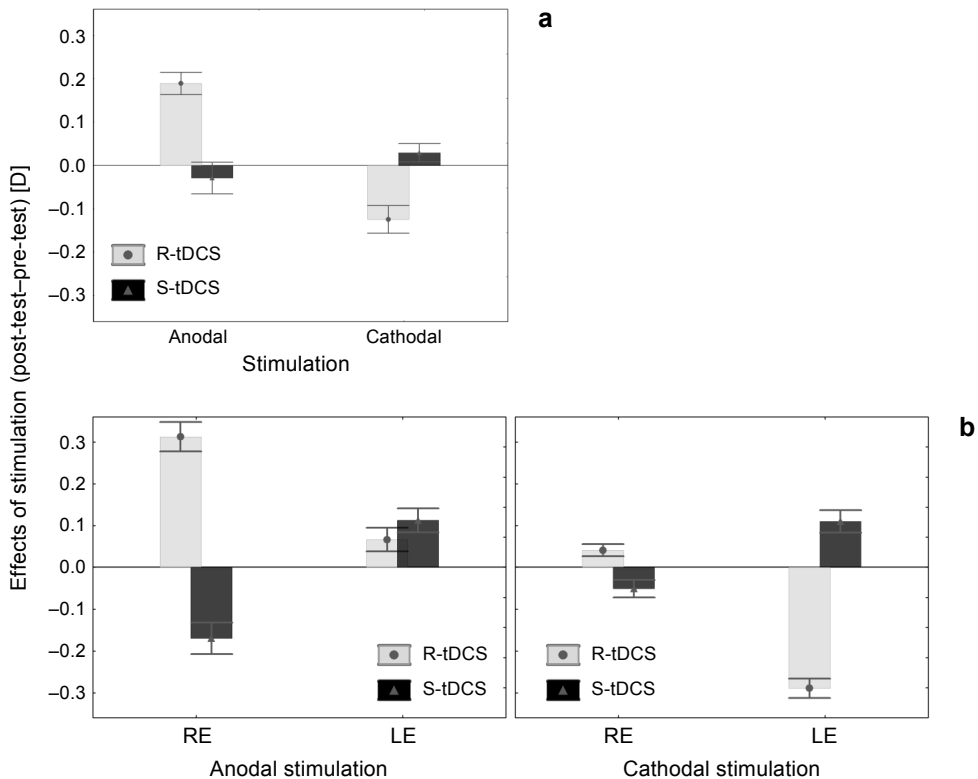 a
0.3
0.2
0.1
0.0
–0.1
–0.2
–0.3
R-tDCS
S-tDCS
Anodal Cathodal
Stimulation
Effects of stimulation (post-test–pre-test) [D]
b
0.3
0.2
0.1
0.0
–0.1
–0.2
–0.3
R-tDCS
S-tDCS
RE LE
Anodal stimulation
R-tDCS
S-tDCS
RE LE
Cathodal stimulation